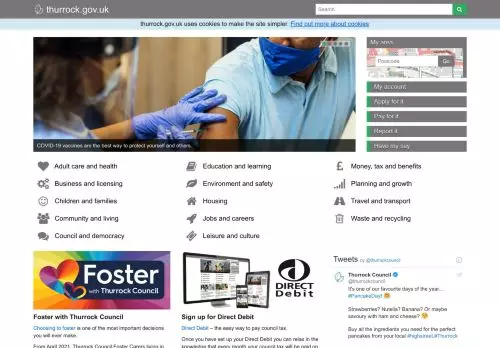 thurrock.gov.uk
Search
thurrock.gov.uk uses cookies to make the site simpler. Find out more about cookies
My area
Postcode
Go
My account
Apply for it
Pay for it
Report it
Have my say
COVID-19 vaccines are the best way to protect yourself and others.
Adult care and health
Education and learning
Money, tax and benefits
Business and licensing
Environment and safety
Planning and growth
Children and families
Housing
Travel and transport
Community and living
Jobs and careers
Waste and recycling
Council and democracy
Leisure and culture
Foster
with Thurrock Council
DIRECT
Debit
Tweets by @thurrockcouncil
Thurrock Council
@thurrockcouncil
It's one of our favourite days of the year...
#PancakeDay!
Strawberries? Nutella? Banana? Or maybe
savoury with ham and cheese?
Buy all the ingredients you need for the perfect
pancakes from your local #highstreet.#Thurrock
Foster with Thurrock Council
Choosing to foster is one of the most important decisions
you will ever make.
From April 2021, Thurrock Council Foster Carers living in
Sign up for Direct Debit
Direct Debit – the easy way to pay council tax.
Once you have set up your Direct Debit you can relax in the
knowledge that every month your council tax will be paid on